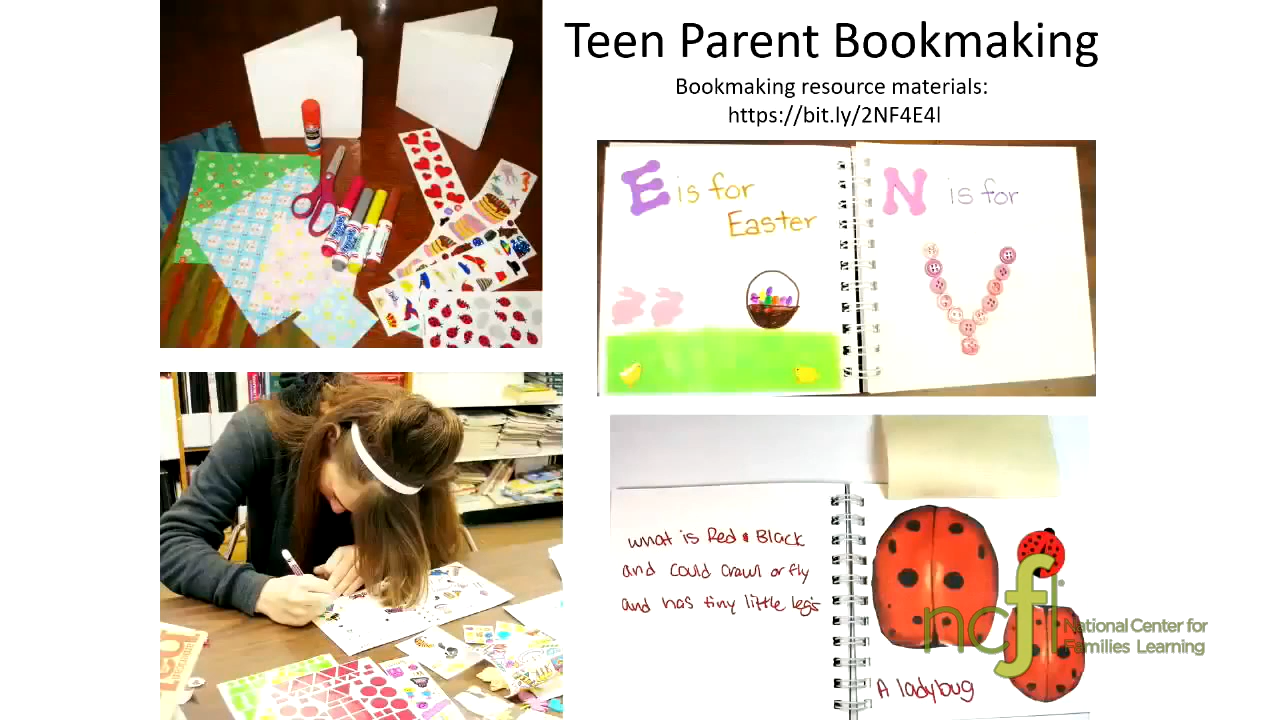 Teen Parent Bookmaking
Bookmaking resource materials:
https://bit.ly/2NF4E4l
E is for
Easter
N is for
what is Red & Black
and could crawl or fly
and has tiny little legs
A ladybug
ncfl
National Center for
Families Learning